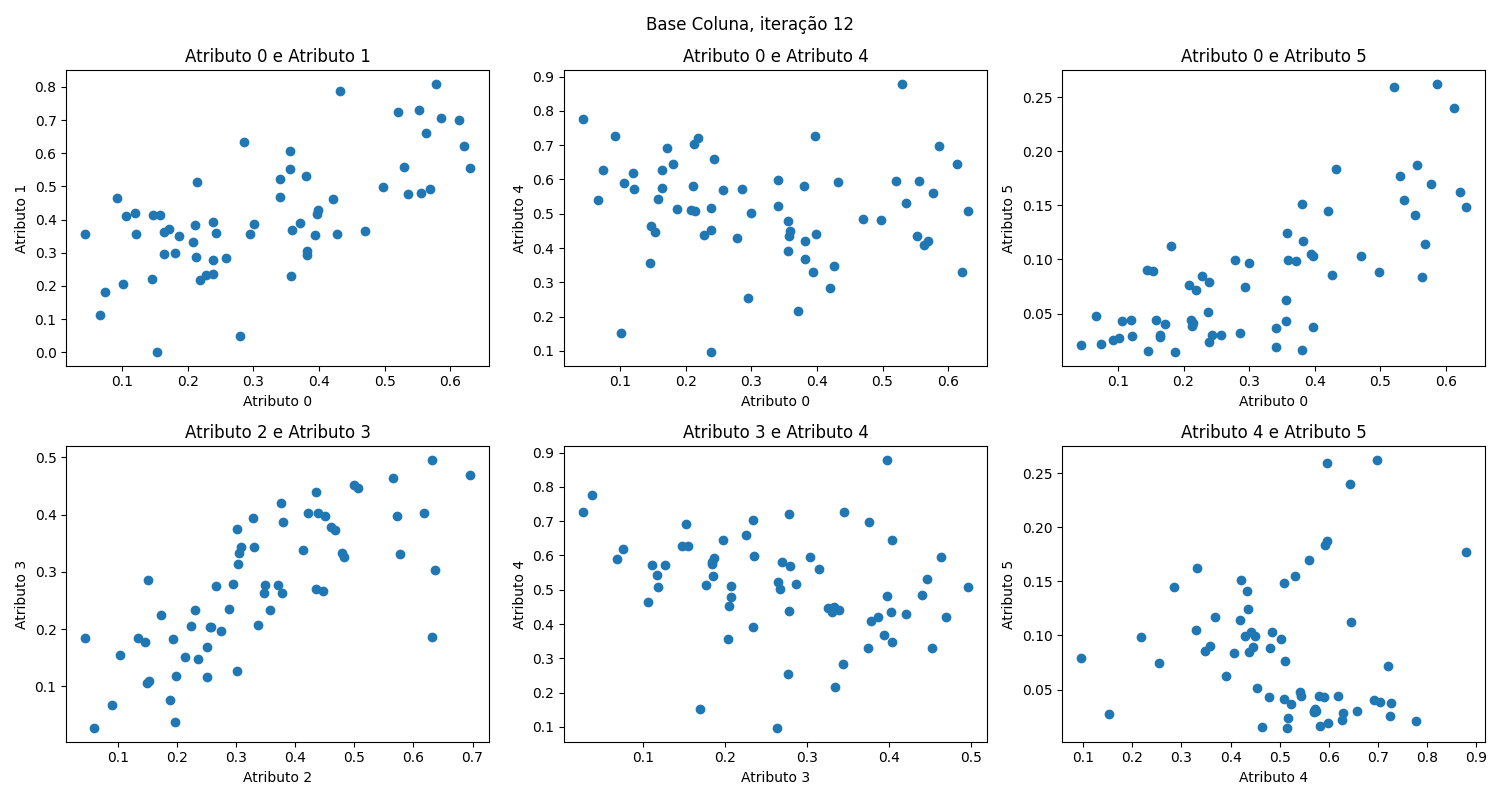 Base Coluna, iteração 12
Atributo 0 e Atributo 1
0.8
0.7
0.6
0.5
0.4
0.3
0.2
0.1
0.0
Atributo 1
0.1 0.2 0.3 0.4 0.5 0.6
Atributo 0
Atributo 0 e Atributo 4
0.9
0.8
0.7
0.6
0.5
0.4
0.3
0.2
0.1
Atributo 4
0.1 0.2 0.3 0.4 0.5 0.6
Atributo 0
Atributo 0 e Atributo 5
0.25
0.20
0.15
0.10
0.05
Atributo 5
0.1 0.2 0.3 0.4 0.5 0.6
Atributo 0
Atributo 2 e Atributo 3
0.5
0.4
0.3
0.2
0.1
Atributo 3
0.1 0.2 0.3 0.4 0.5 0.6 0.7
Atributo 2
Atributo 3 e Atributo 4
0.9
0.8
0.7
0.6
0.5
0.4
0.3
0.2
0.1
Atributo 4
0.1 0.2 0.3 0.4 0.5
Atributo 3
Atributo 4 e Atributo 5
0.25
0.20
0.15
0.10
0.05
Atributo 5
0.1 0.2 0.3 0.4 0.5 0.6 0.7 0.8 0.9
Atributo 4